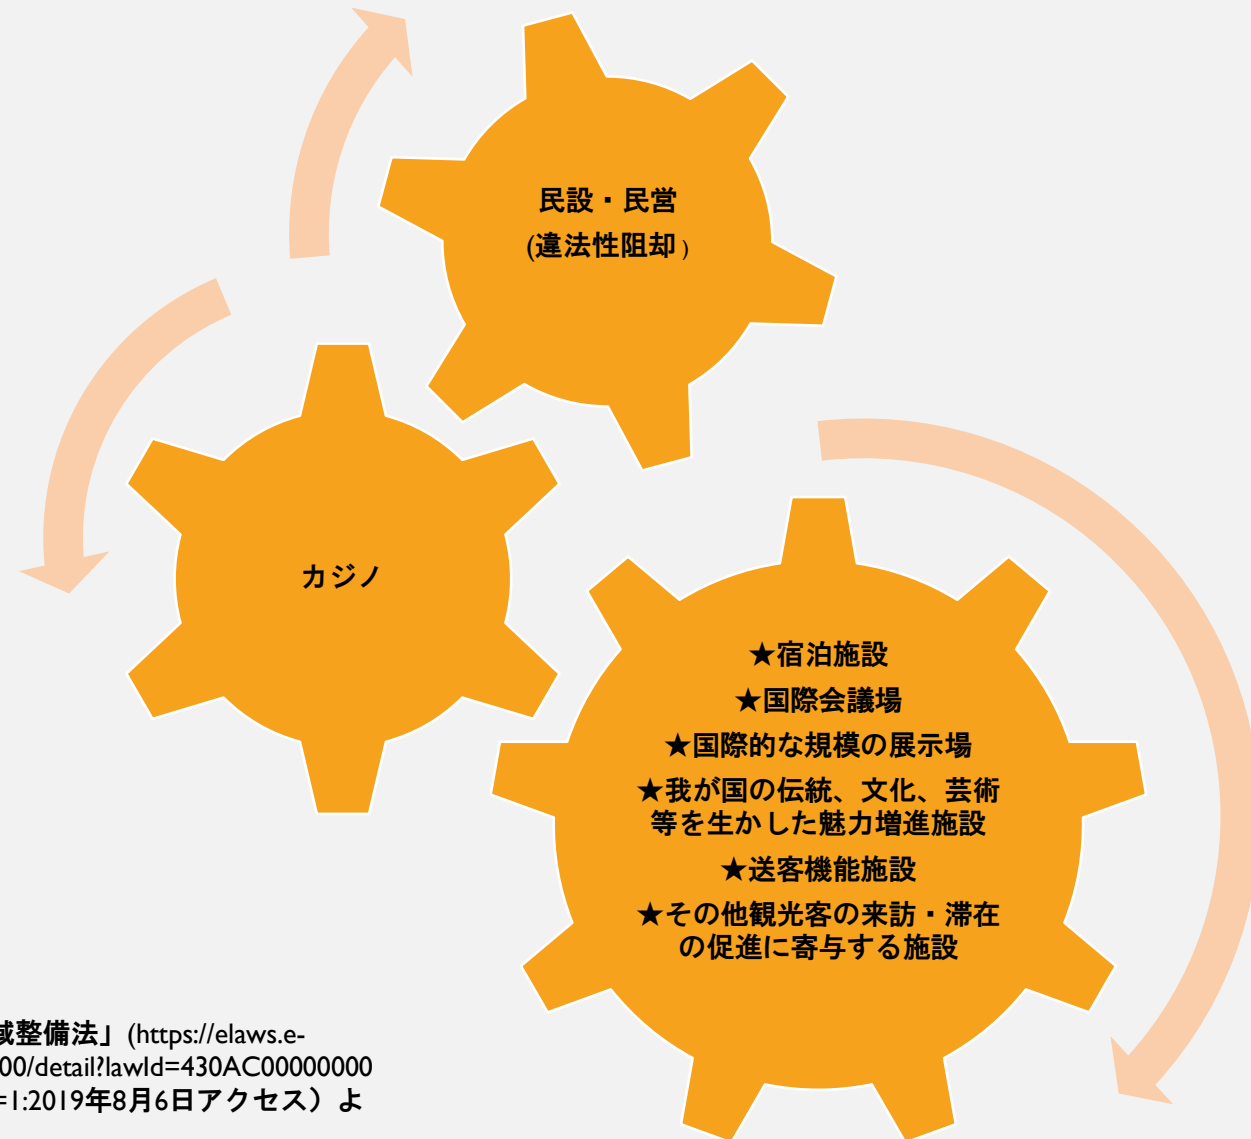 民設・民営
(違法性阻却)
カジノ
★宿泊施設
★国際会議場
★国際的な規模の展示場
★我が国の伝統、文化、芸術
等を生かした魅力増進施設
★送客機能施設
★その他観光客の来訪・滞在
の促進に寄与する施設
域整備法」(https://elaws.e-
00/detail?lawId=430AC00000000
=1:2019年8月6日アクセス）よ